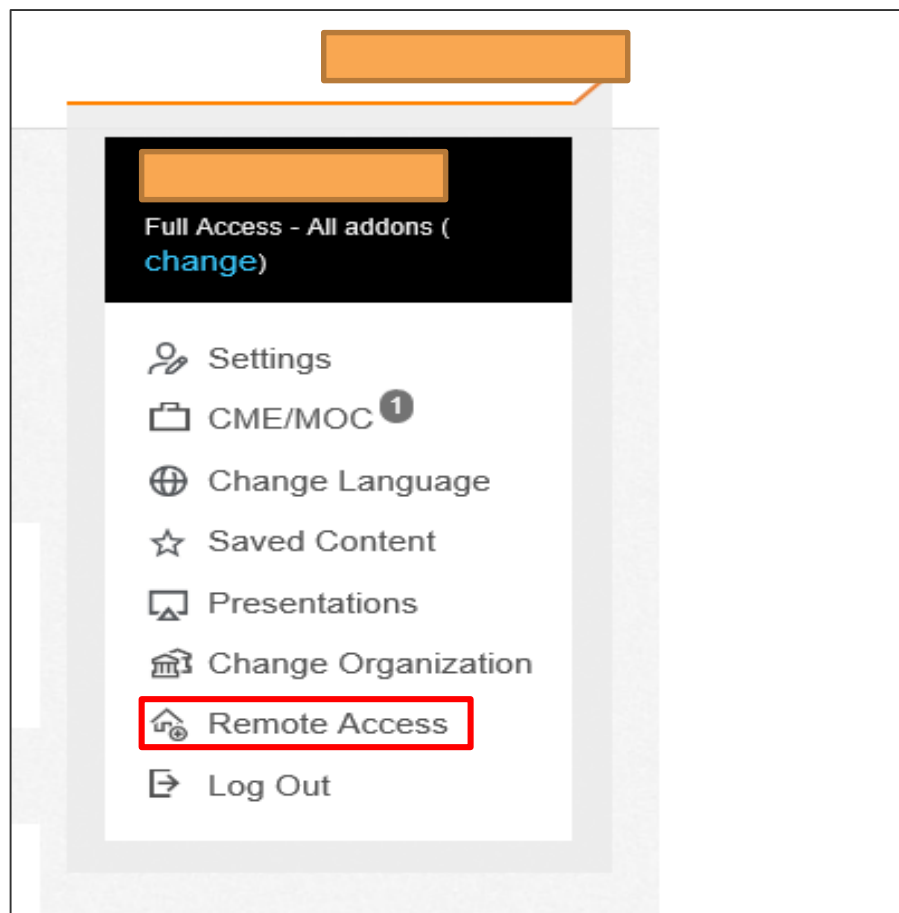 Full Access - All addons (
change)
Settings
CME/MOC 1
Change Language
Saved Content
Presentations
Change Organization
Remote Access
Log Out